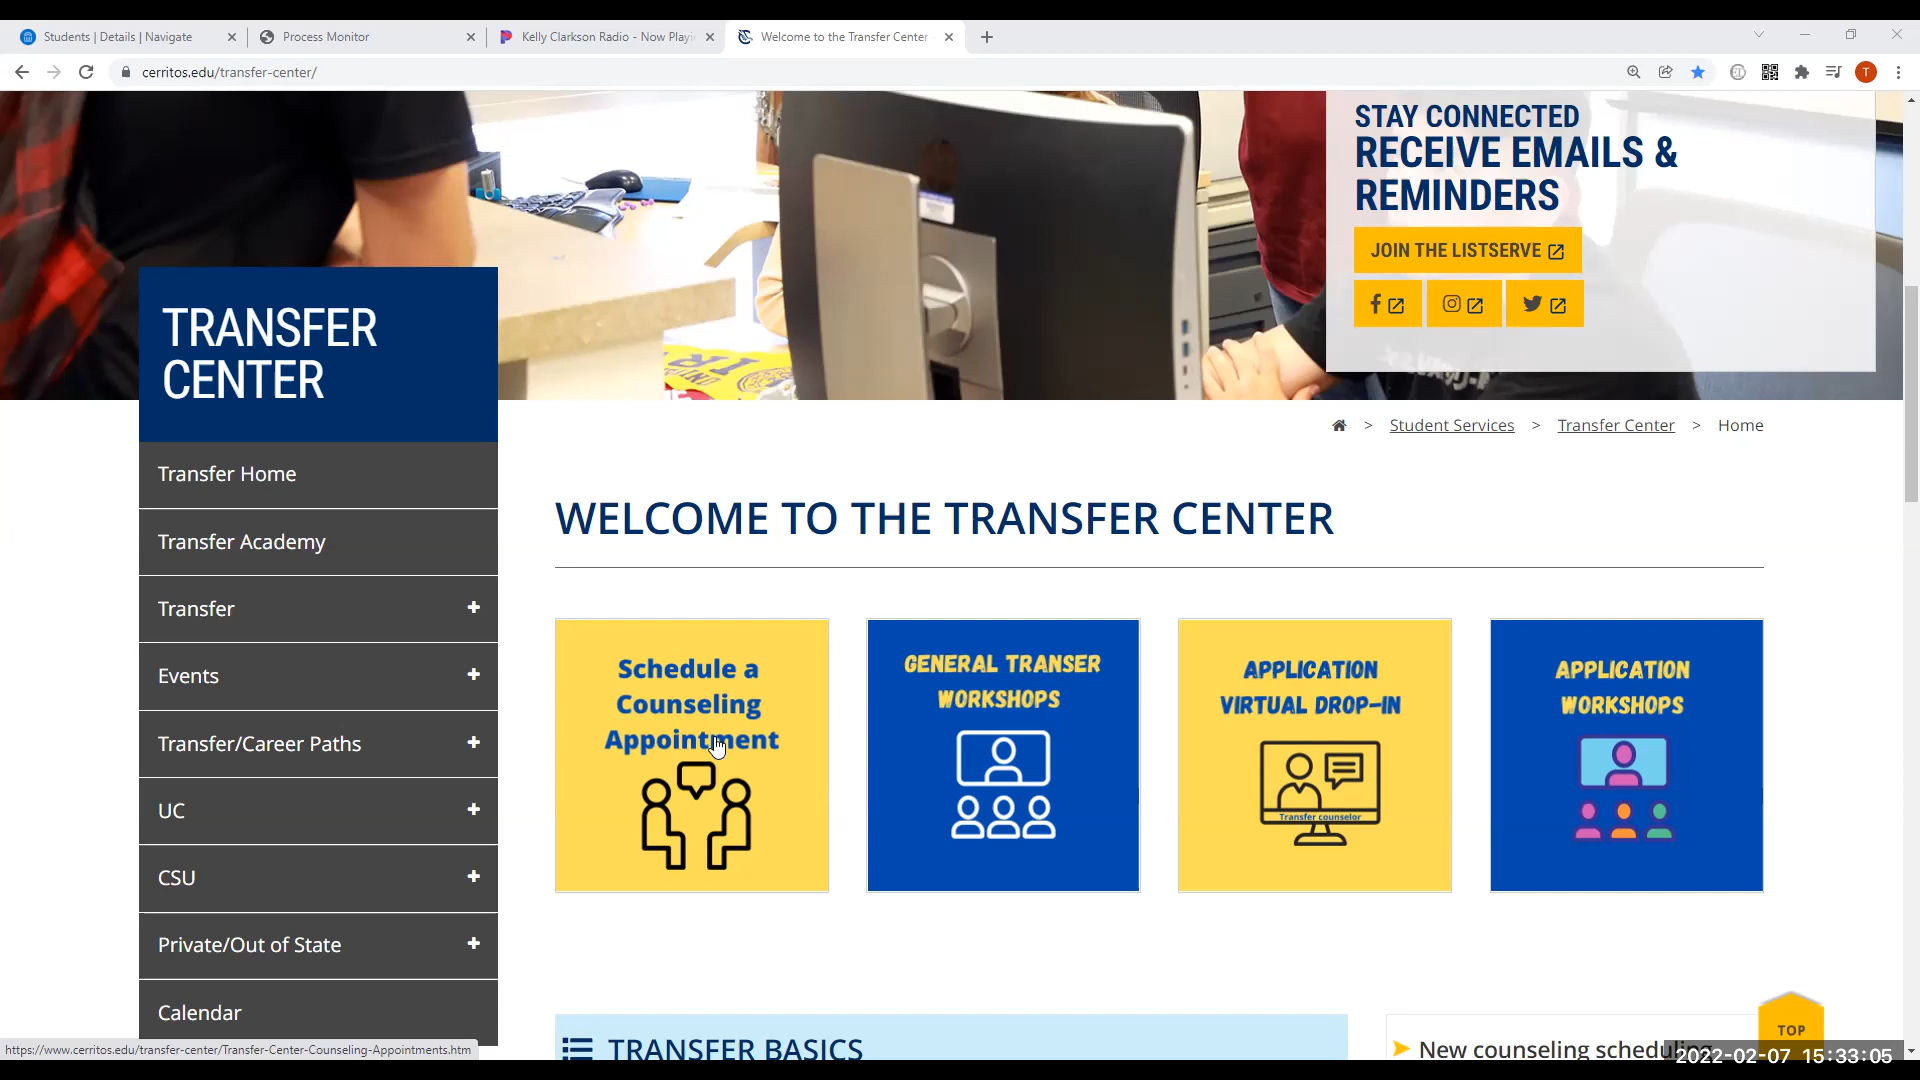 Students | Details | Navigate
Process Monitor
Kelly Clarkson Radio - Now Playi
Welcome to the Transfer Center
cerritos.edu/transfer-center/
T
STAY CONNECTED
RECEIVE EMAILS &
REMINDERS
JOIN THE LISTSERVE
TRANSFER
CENTER
Student Services > Transfer Center > Home
Transfer Home
Transfer Academy
Transfer
Events
Transfer/Career Paths
UC
CSU
Private/Out of State
Calendar
WELCOME TO THE TRANSFER CENTER
Schedule a
Counseling
Appointment
GENERAL TRANSER
WORKSHOPS
APPLICATION
VIRTUAL DROP-IN
Transfer counselor
APPLICATION
WORKSHOPS
TRANSFER BASICS
New counseling scheduling
TOP
https://www.cerritos.edu/transfer-center/Transfer-Center-Counseling-Appointments.htm
2022-02-07 15:33:05